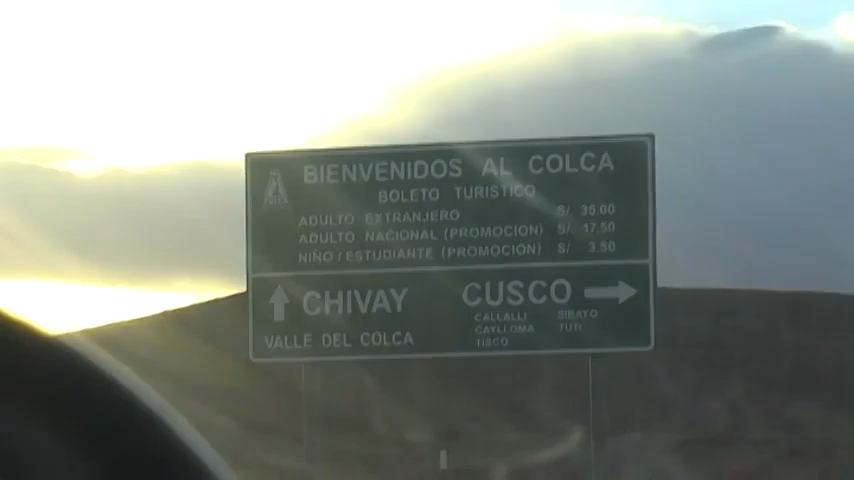 BIENVENIDOS AL COLCA
BOLETO TURISTICO
ADULTO EXTRANJERO S/. 35.00
ADULTO NACIONAL (PROMOCION) S/. 17.50
NIÑO/ESTUDIANTE (PROMOCION) S/. 3.50
CHIVAY
VALLE DEL COLCA
CUSCO
CALLALLI SIBAYO
CAYLLOMA TUTI
TISCO